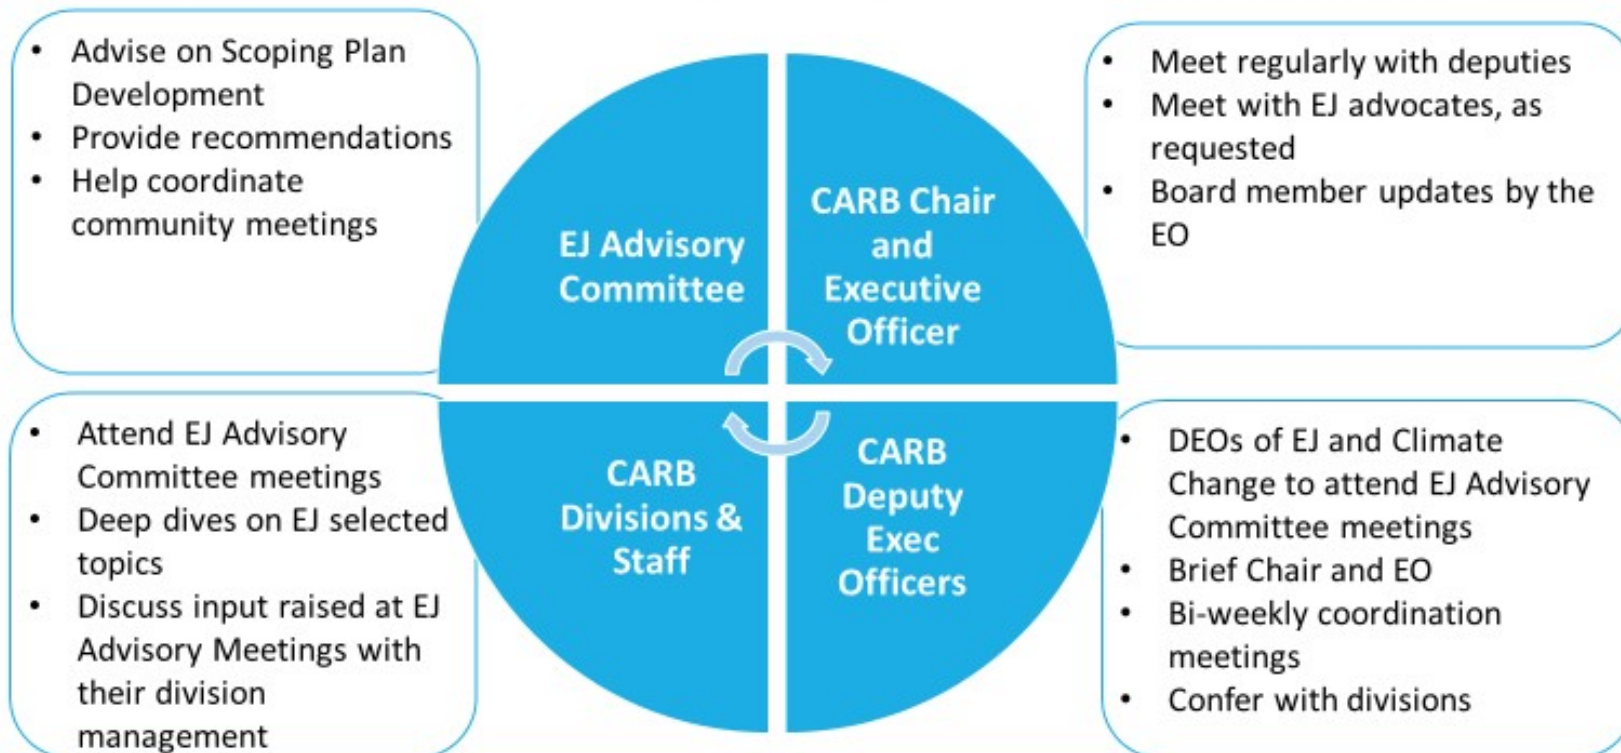 • Advise on Scoping Plan
Development
• Provide recommendations
• Help coordinate
community meetings
EJ Advisory
Committee
CARB Chair
and
Executive
Officer
• Meet regularly with deputies
• Meet with EJ advocates, as
requested
• Board member updates by the
EO
• Attend EJ Advisory
Committee meetings
• Deep dives on EJ selected
topics
• Discuss input raised at EJ
Advisory Meetings with
their division
management
CARB
Divisions &
Staff
CARB
Deputy
Exec
Officers
• DEOs of EJ and Climate
Change to attend EJ Advisory
Committee meetings
• Brief Chair and EO
• Bi-weekly coordination
meetings
• Confer with divisions